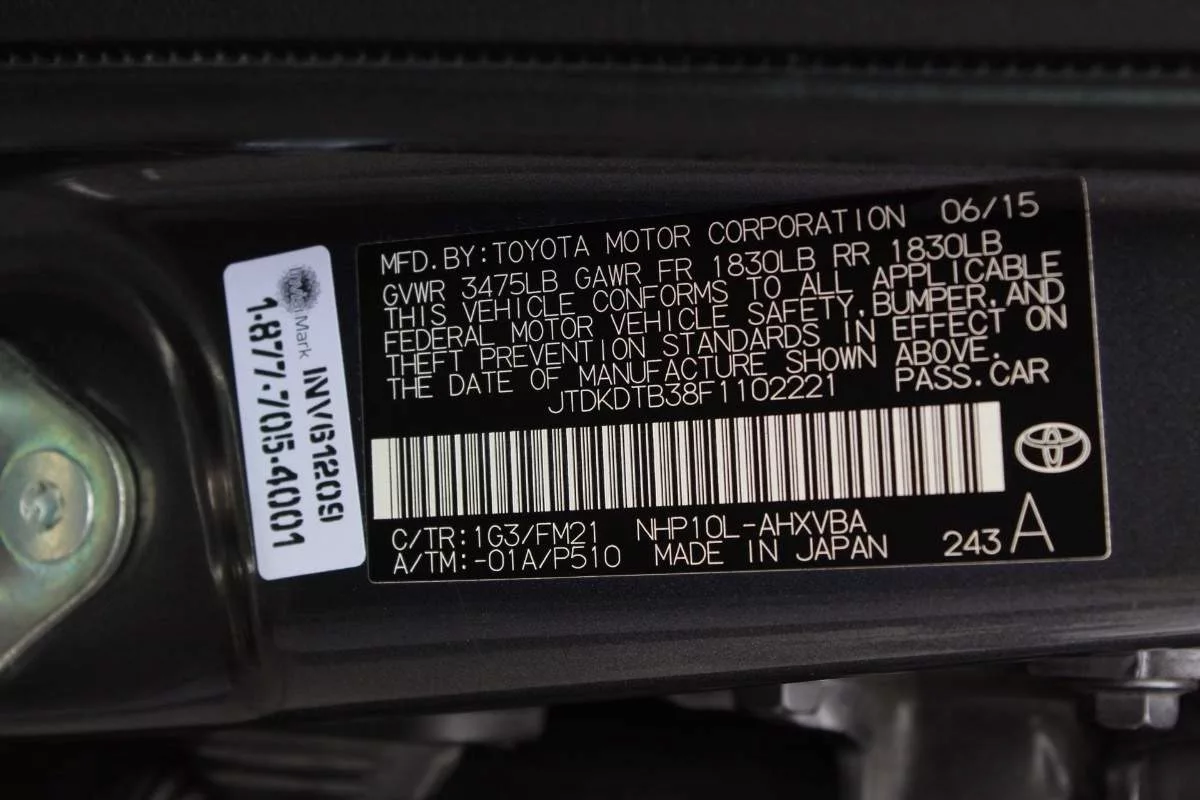 MFD. BY: TOYOTA MOTOR CORPORATION 06/15
GVWR 3475LB GAWR FR 1830LB RR 1830LB
THIS VEHICLE CONFORMS TO ALL APPLICABLE
FEDERAL MOTOR VEHICLE SAFETY, BUMPER, AND
THEFT PREVENTION STANDARDS IN EFFECT ON
THE DATE OF MANUFACTURE SHOWN ABOVE.
JTDKDTB38F1102221 PASS. CAR
C/TR: 1G3/FM21 NHP10L-AHXVBA
A/TM: -01A/P510 MADE IN JAPAN 243 A
Mark INV61209
1-877-705-4001